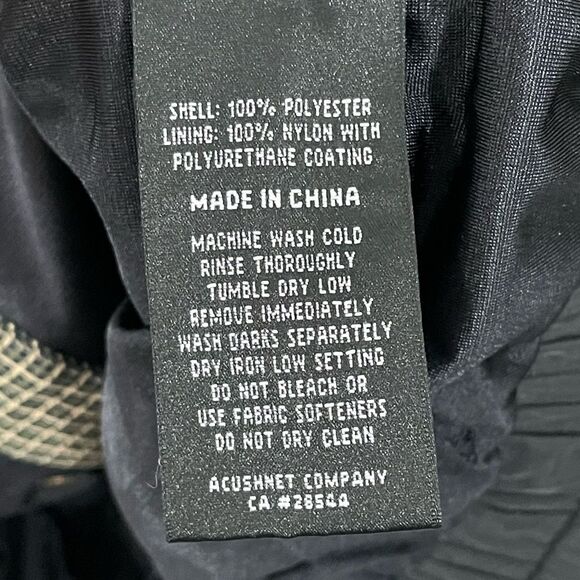 SHELL: 100% POLYESTER
LINING: 100% NYLON WITH
POLYURETHANE COATING
MADE IN CHINA
MACHINE WASH COLD
RINSE THOROUGHLY
TUMBLE DRY LOW
REMOVE IMMEDIATELY
WASH DARKS SEPARATELY
DRY IRON LOW SETTING
DO NOT BLEACH OR
USE FABRIC SOFTENERS
DO NOT DRY CLEAN
ACUSHNET COMPANY
CA #28544